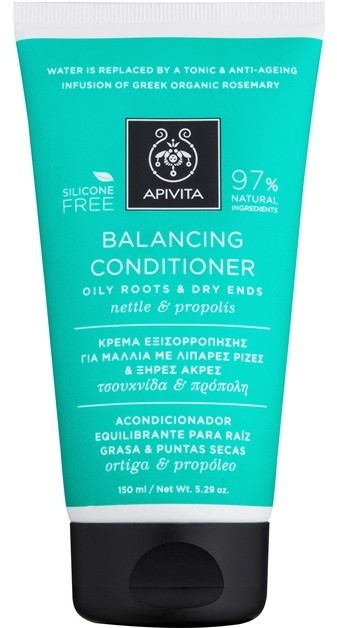 WATER IS REPLACED BY A TONIC & ANTI-AGEING
INFUSION OF GREEK ORGANIC ROSEMARY
SILICONE
FREE
APIVITA
97%
NATURAL
INGREDIENTS
BALANCING
CONDITIONER
OILY ROOTS & DRY ENDS
nettle & propolis
ΚΡΕΜΑ ΕΞΙΣΟΡΡΟΠΗΣΗΣ
ΓΙΑ ΜΑΛΛΙΑ ΜΕ ΛΙΠΑΡΕΣ ΡΙΖΕΣ
& ΞΗΡΕΣ ΑΚΡΕΣ
τσουκνίδα & πρόπολη
ACONDICIONADOR
EQUILIBRANTE PARA RAÍZ
GRASA & PUNTAS SECAS
ortiga & propóleo
150 ml / Net Wt. 5.29 oz.